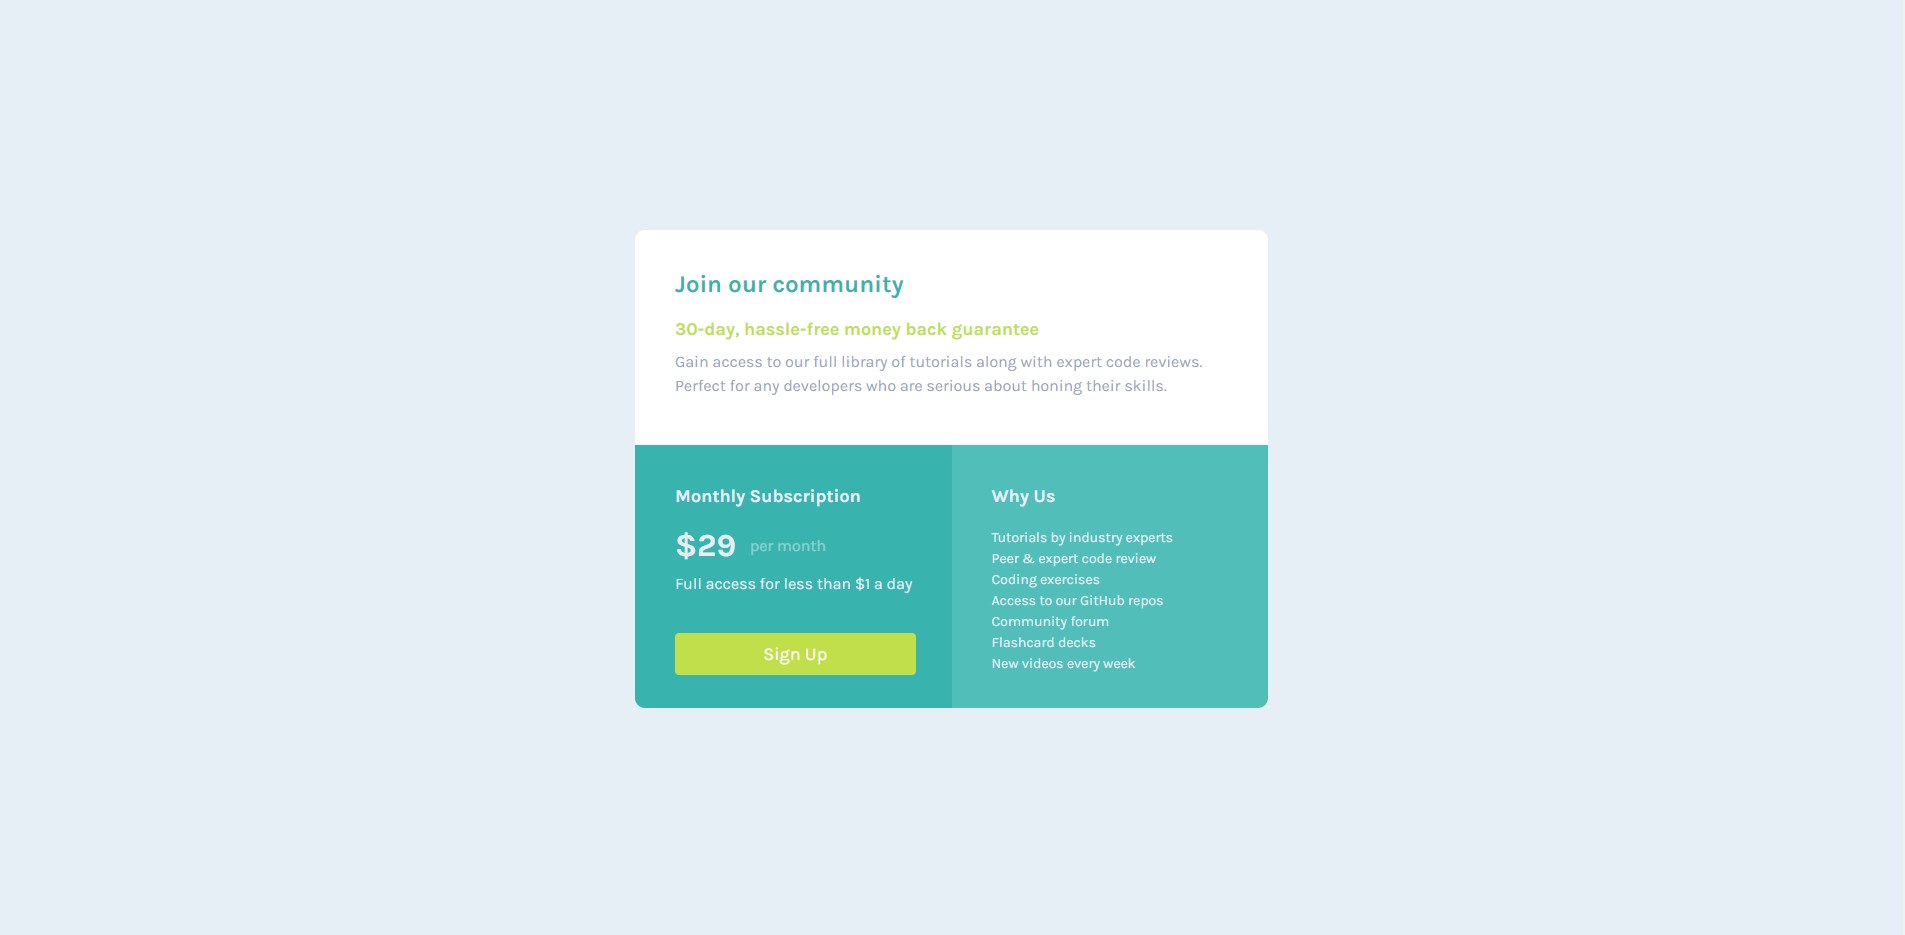 Join our community
30-day, hassle-free money back guarantee
Gain access to our full library of tutorials along with expert code reviews.
Perfect for any developers who are serious about honing their skills.
Monthly Subscription
$29 per month
Full access for less than $1 a day
Sign Up
Why Us
Tutorials by industry experts
Peer & expert code review
Coding exercises
Access to our GitHub repos
Community forum
Flashcard decks
New videos every week